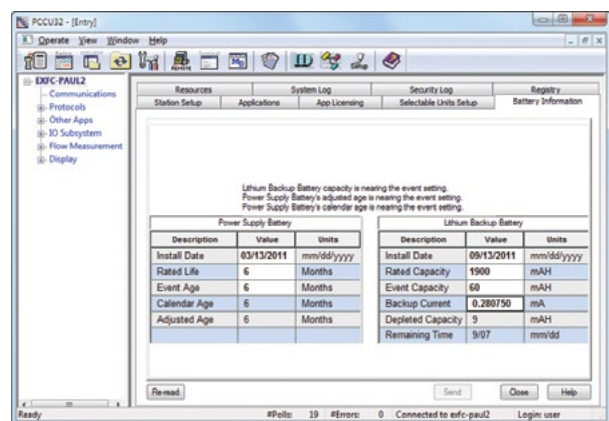 PCCU32 - [Entry]
Operate View Window Help
EXFC-PAUL2
Communications
Protocols
Other Apps
IO Subsystem
Flow Measurement
Display
Resources System Log Security Log Registry
Station Setup Applications App Licensing Selectable Units Setup Battery Information
Lithium Backup Battery capacity is nearing the event setting.
Power Supply Battery's adjusted age is nearing the event setting.
Power Supply Battery's calendar age is nearing the event setting.
Power Supply Battery
Description Value Units
Install Date 03/13/2011 mm/dd/yyyy
Rated Life 6 Months
Event Age 6 Months
Calendar Age 6 Months
Adjusted Age 6 Months
Lithium Backup Battery
Description Value Units
Install Date 09/13/2011 mm/dd/yyyy
Rated Capacity 1900 mAH
Event Capacity 60 mAH
Backup Current 0.280750 mA
Depleted Capacity 9 mAH
Remaining Time 9/07 mm/dd
Re-read Send Close Help
Ready #Polls: 19 #Errors: 0 Connected to exfc-paul2 Login: user